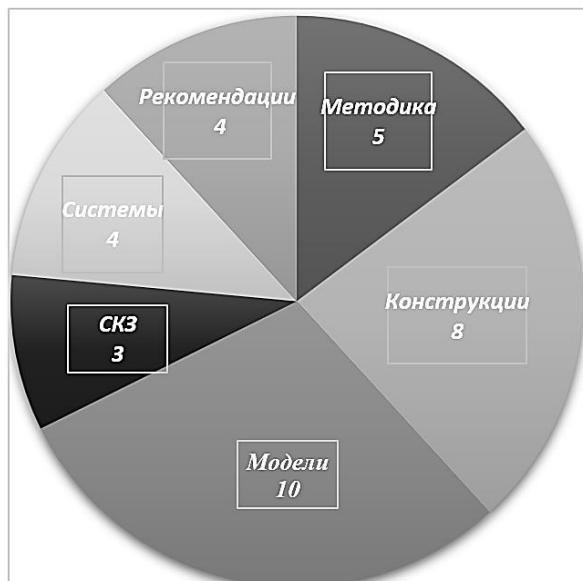 Рекомендации
4
Методика
5
Системы
4
Конструкции
8
СКЗ
3
Модели
10